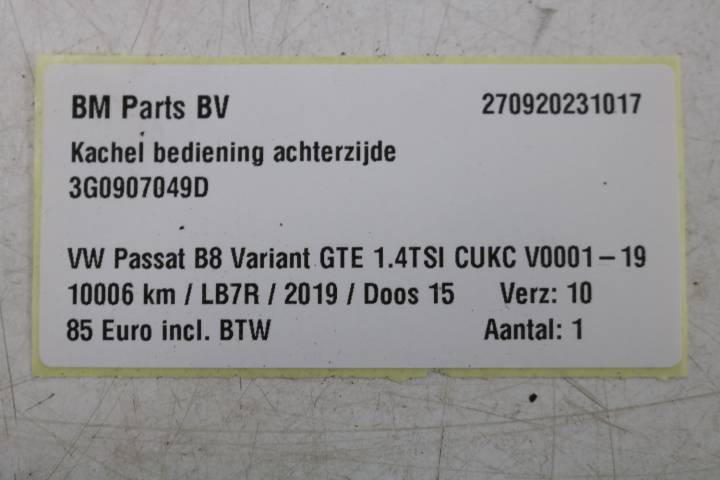 BM Parts BV 270920231017
Kachel bediening achterzijde
3G0907049D
VW Passat B8 Variant GTE 1.4TSI CUKC V0001-19
10006 km / LB7R / 2019 / Doos 15 Verz: 10
85 Euro incl. BTW Aantal: 1